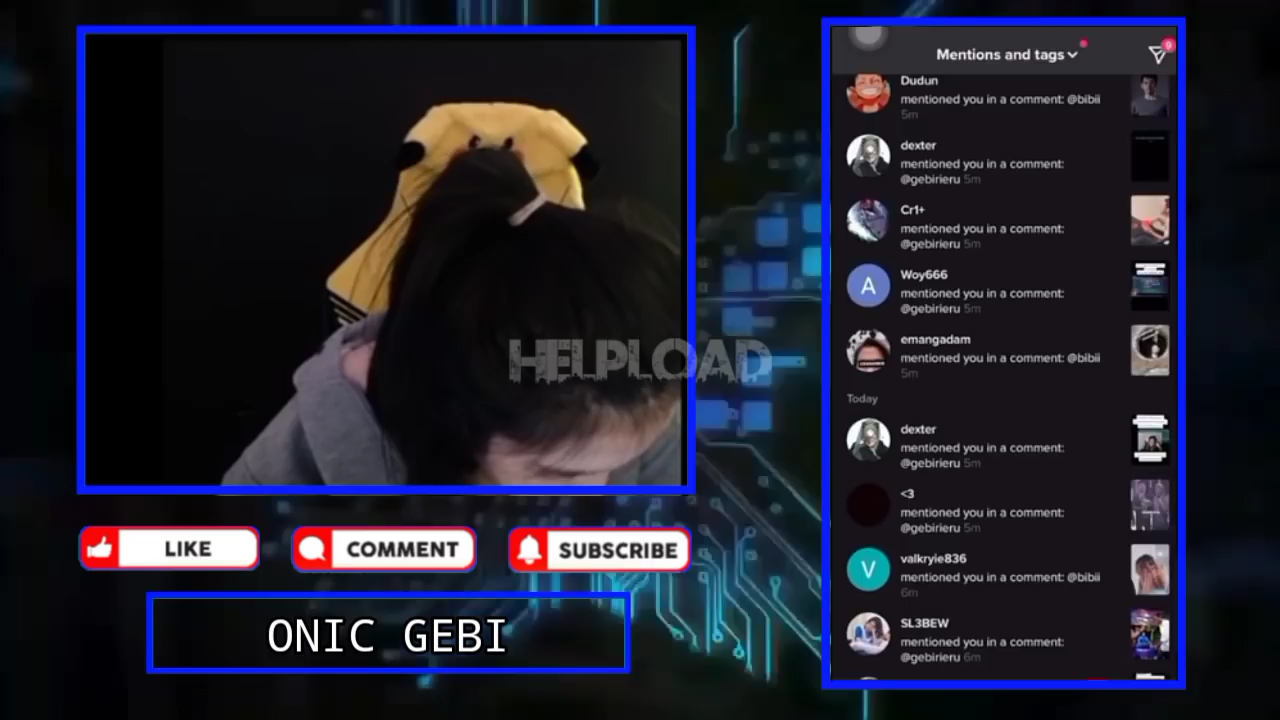 Mentions and tags
9
Dudun
mentioned you in a comment: @bibii
5m
dexter
mentioned you in a comment:
@gebirieru 5m
Cr1+
mentioned you in a comment:
@gebirieru 5m
A
Woy666
mentioned you in a comment:
@gebirieru 5m
emangadam
mentioned you in a comment: @bibii
5m
Today
dexter
mentioned you in a comment:
@gebirieru 5m
<3
mentioned you in a comment:
@gebirieru 5m
V
valkryie836
mentioned you in a comment: @bibii
6m
SL3BEW
mentioned you in a comment:
@gebirieru 6m
HELPLOAD
LIKE
COMMENT
SUBSCRIBE
ONIC GEBI